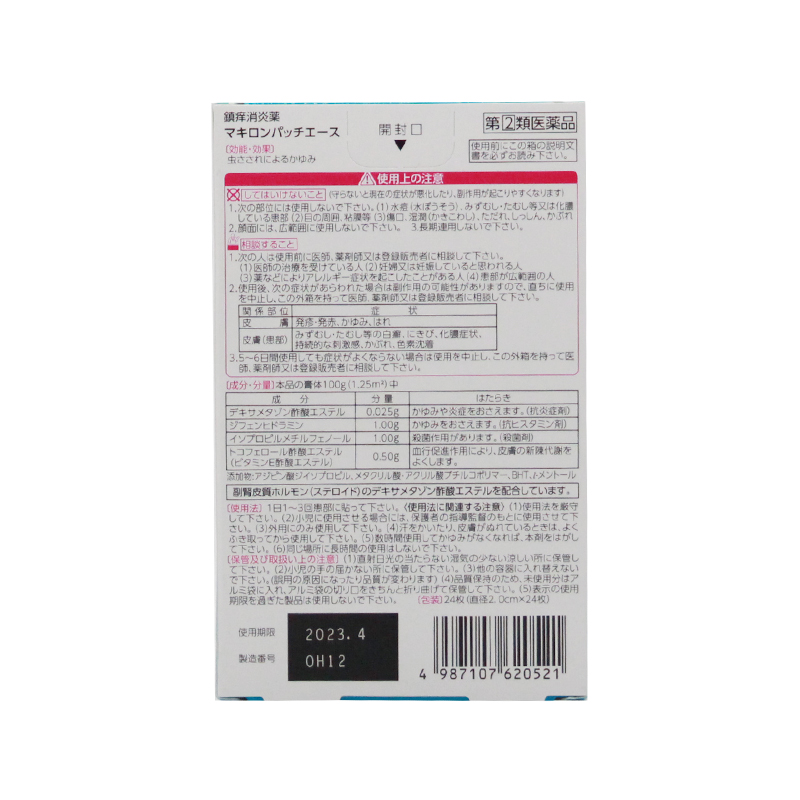 鎮痒消炎薬
マキロンパッチエース
開封口
指②類医薬品
使用前にこの箱の説明文
書を必ずお読み下さい。
〔効能・効果〕
虫さされによるかゆみ
使用上の注意
してはいけないこと (守らないと現在の症状が悪化したり、副作用が起こりやすくなります)
1.次の部位には使用しないで下さい。(1)水痘(水ぼうそう)、みずむし・たむし等又は化膿
している患部 (2)目の周囲、粘膜等 (3)傷口、湿潤(かきこわし)、ただれ、しっしん、かぶれ
2.顔面には、広範囲に使用しないで下さい。 3.長期連用しないで下さい。
相談すること
1.次の人は使用前に医師、薬剤師又は登録販売者に相談して下さい。
(1)医師の治療を受けている人 (2)妊婦又は妊娠していると思われる人
(3)薬などによりアレルギー症状を起こしたことがある人 (4)患部が広範囲の人
2.使用後、次の症状があらわれた場合は副作用の可能性がありますので、直ちに使用
を中止し、この外箱を持って医師、薬剤師又は登録販売者に相談して下さい。
関係部位 症状
皮膚 発疹・発赤、かゆみ、はれ
皮膚(患部) みずむし・たむし等の白癬、にきび、化膿症状、
持続的な刺激感、かぶれ、色素沈着
3.5~6日間使用しても症状がよくならない場合は使用を中止し、この外箱を持って医
師、薬剤師又は登録販売者に相談して下さい。
〔成分・分量〕本品の膏体100g(1.25m²)中
成分 分量 はたらき
デキサメタゾン酢酸エステル 0.025g かゆみや炎症をおさえます。(抗炎症剤)
ジフェンヒドラミン 1.00g かゆみをおさえます。(抗ヒスタミン剤)
イソプロピルメチルフェノール 1.00g 殺菌作用があります。(殺菌剤)
トコフェロール酢酸エステル
(ビタミンE酢酸エステル) 0.50g 血行促進作用により、皮膚の新陳代謝を
よくします。
添加物:アジピン酸ジイソプロピル、メタクリル酸・アクリル酸ブチルコポリマー、BHT、l-メントール
副腎皮質ホルモン(ステロイド)のデキサメタゾン酢酸エステルを配合しています。
〔使用法〕1日1~3回患部に貼って下さい。〈使用法に関連する注意〉(1)使用法を厳守
して下さい。(2)小児に使用させる場合には、保護者の指導監督のもとに使用させて下
さい。(3)外用にのみ使用して下さい。(4)汗をかいたり、皮膚がぬれているときは、よく
ふき取ってから使用して下さい。(5)数時間使用してかゆみがなくなれば、本剤をはがし
て下さい。(6)同じ場所に長時間の使用はしないで下さい。
〔保管及び取扱い上の注意〕(1)直射日光の当たらない湿気の少ない涼しい所に保管し
て下さい。(2)小児の手の届かない所に保管して下さい。(3)他の容器に入れ替えない
で下さい。(誤用の原因になったり品質が変わります) (4)品質保持のため、未使用分はア
ルミ袋に入れ、アルミ袋の切り口をきちんと折り曲げて保管して下さい。(5)表示の使用
期限を過ぎた製品は使用しないで下さい。 〔包装〕24枚(直径2.0cm×24枚)
使用期限 2023.4
製造番号 0H12
4 987107 620521